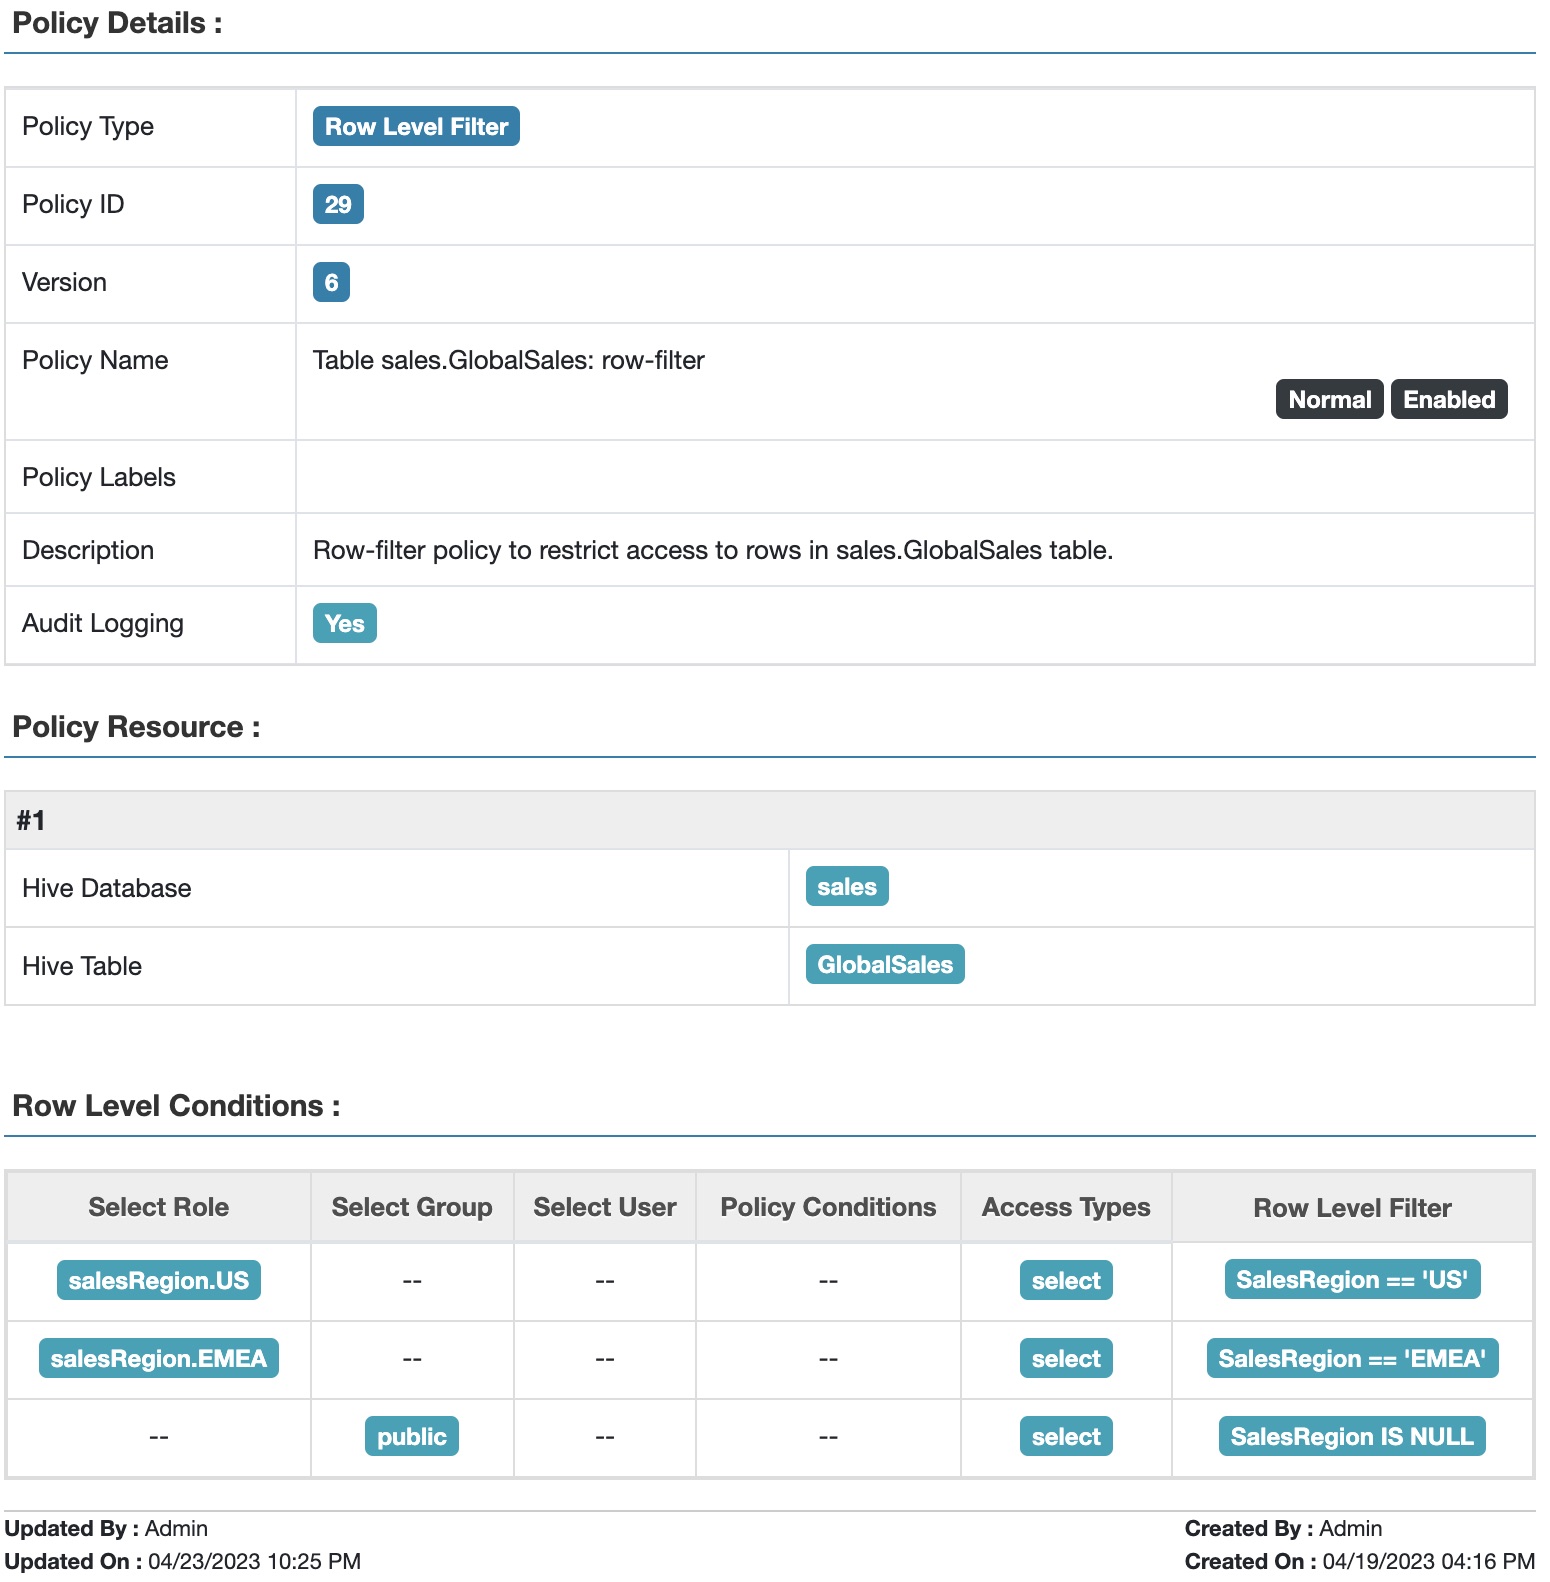 Policy Details :
Policy Type Row Level Filter
Policy ID 29
Version 6
Policy Name Table sales.GlobalSales: row-filter
Normal Enabled
Policy Labels
Description Row-filter policy to restrict access to rows in sales.GlobalSales table.
Audit Logging Yes
Policy Resource :
#1
Hive Database sales
Hive Table GlobalSales
Row Level Conditions :
Select Role Select Group Select User Policy Conditions Access Types Row Level Filter
salesRegion.US -- -- -- select SalesRegion == 'US'
salesRegion.EMEA -- -- -- select SalesRegion == 'EMEA'
-- public -- -- select SalesRegion IS NULL
Updated By : Admin Created By : Admin
Updated On : 04/23/2023 10:25 PM Created On : 04/19/2023 04:16 PM